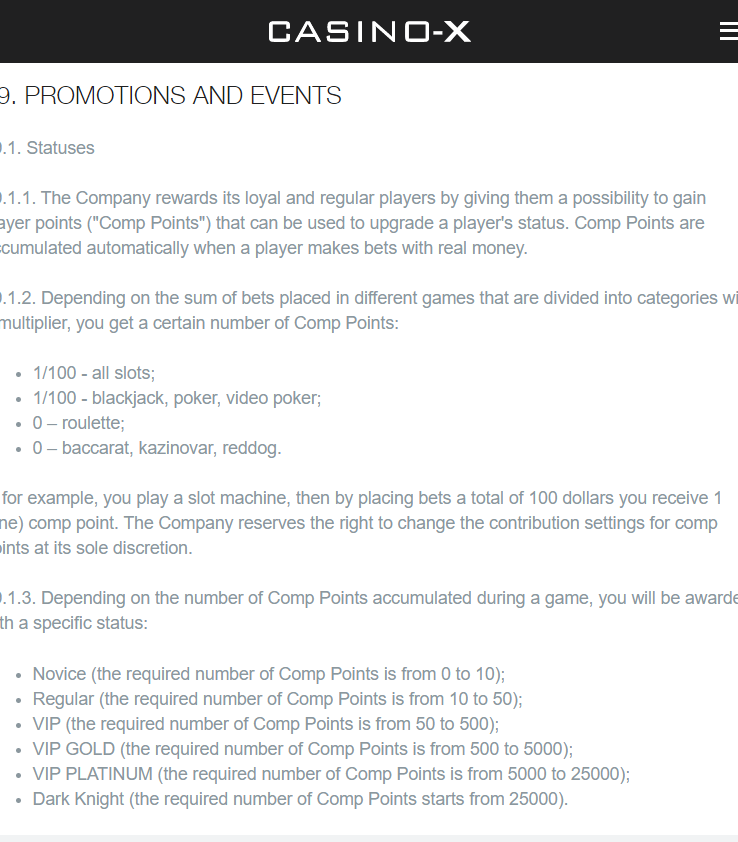 CASINO-X
9. PROMOTIONS AND EVENTS
.1. Statuses
.1.1. The Company rewards its loyal and regular players by giving them a possibility to gain
ayer points ("Comp Points") that can be used to upgrade a player's status. Comp Points are
ccumulated automatically when a player makes bets with real money.
.1.2. Depending on the sum of bets placed in different games that are divided into categories wi
multiplier, you get a certain number of Comp Points:
• 1/100 - all slots;
• 1/100 - blackjack, poker, video poker;
• 0 – roulette;
• 0 – baccarat, kazinovar, reddog.
for example, you play a slot machine, then by placing bets a total of 100 dollars you receive 1
ne) comp point. The Company reserves the right to change the contribution settings for comp
oints at its sole discretion.
.1.3. Depending on the number of Comp Points accumulated during a game, you will be awarde
th a specific status:
• Novice (the required number of Comp Points is from 0 to 10);
• Regular (the required number of Comp Points is from 10 to 50);
• VIP (the required number of Comp Points is from 50 to 500);
• VIP GOLD (the required number of Comp Points is from 500 to 5000);
• VIP PLATINUM (the required number of Comp Points is from 5000 to 25000);
• Dark Knight (the required number of Comp Points starts from 25000).